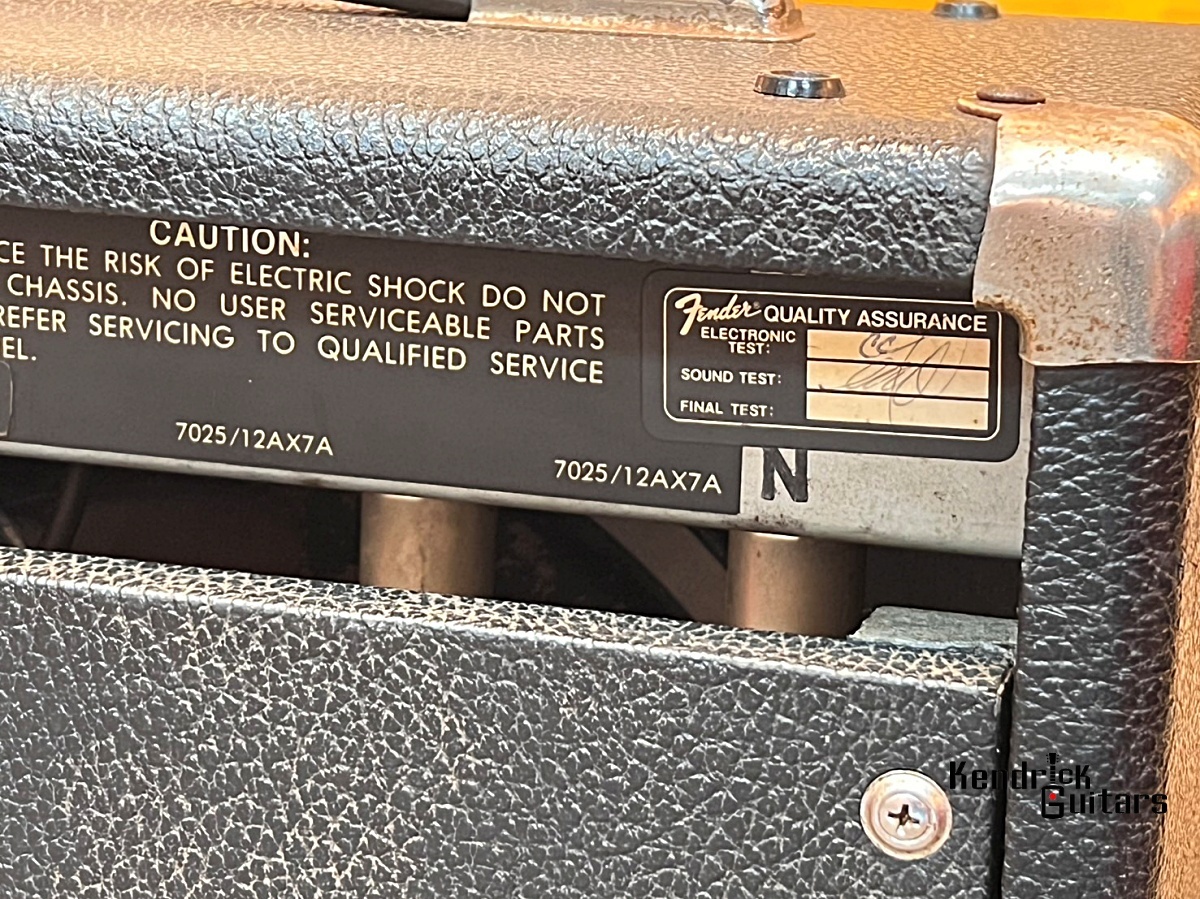 CAUTION:
CE THE RISK OF ELECTRIC SHOCK DO NOT
CHASSIS. NO USER SERVICEABLE PARTS
REFER SERVICING TO QUALIFIED SERVICE
EL.
7025/12AX7A
7025/12AX7A
Fender® QUALITY ASSURANCE
ELECTRONIC
TEST:
SOUND TEST:
FINAL TEST:
N
Kendrick
Guitars